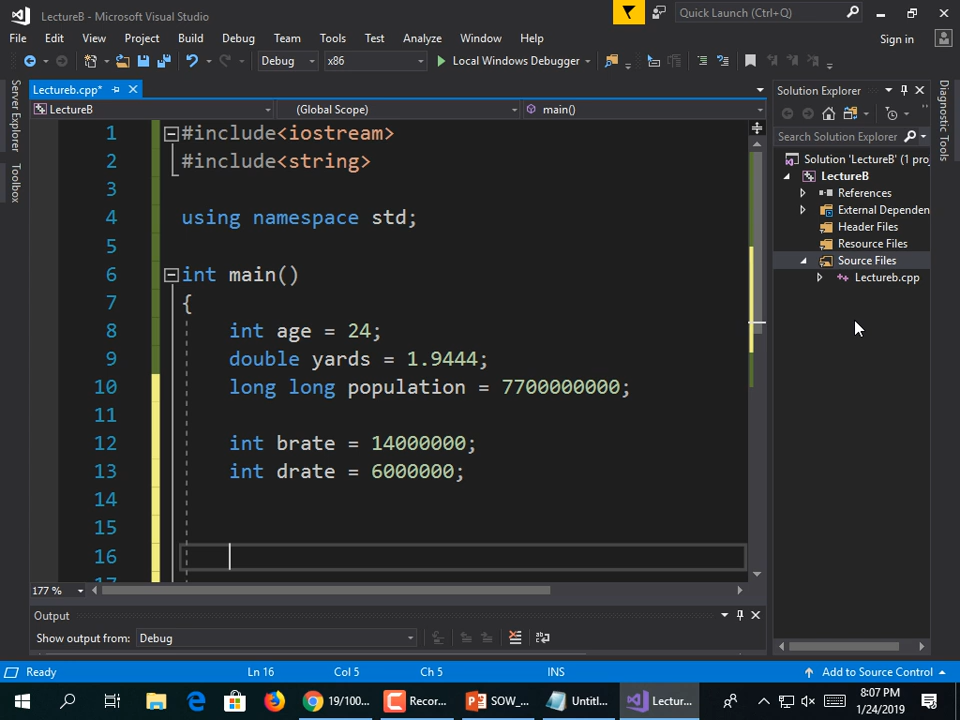 LectureB - Microsoft Visual Studio
Quick Launch (Ctrl+Q)
File Edit View Project Build Debug Team Tools Test Analyze Window Help
Sign in
Debug x86 Local Windows Debugger
Server Explorer
Toolbox
Lectureb.cpp*
LectureB (Global Scope) main()
1 #include<iostream>
2 #include<string>
3
4 using namespace std;
5
6 int main()
7 {
8 int age = 24;
9 double yards = 1.9444;
10 long long population = 7700000000;
11
12 int brate = 14000000;
13 int drate = 6000000;
14
15
16
17
177 %
Output
Show output from: Debug
Solution Explorer
Search Solution Explorer
Solution 'LectureB' (1 proj
LectureB
References
External Dependen
Header Files
Resource Files
Source Files
Lectureb.cpp
Diagnostic Tools
Ready Ln 16 Col 5 Ch 5 INS Add to Source Control
19/100... Recor... SOW_... Untitl... Lectur...
8:07 PM
1/24/2019